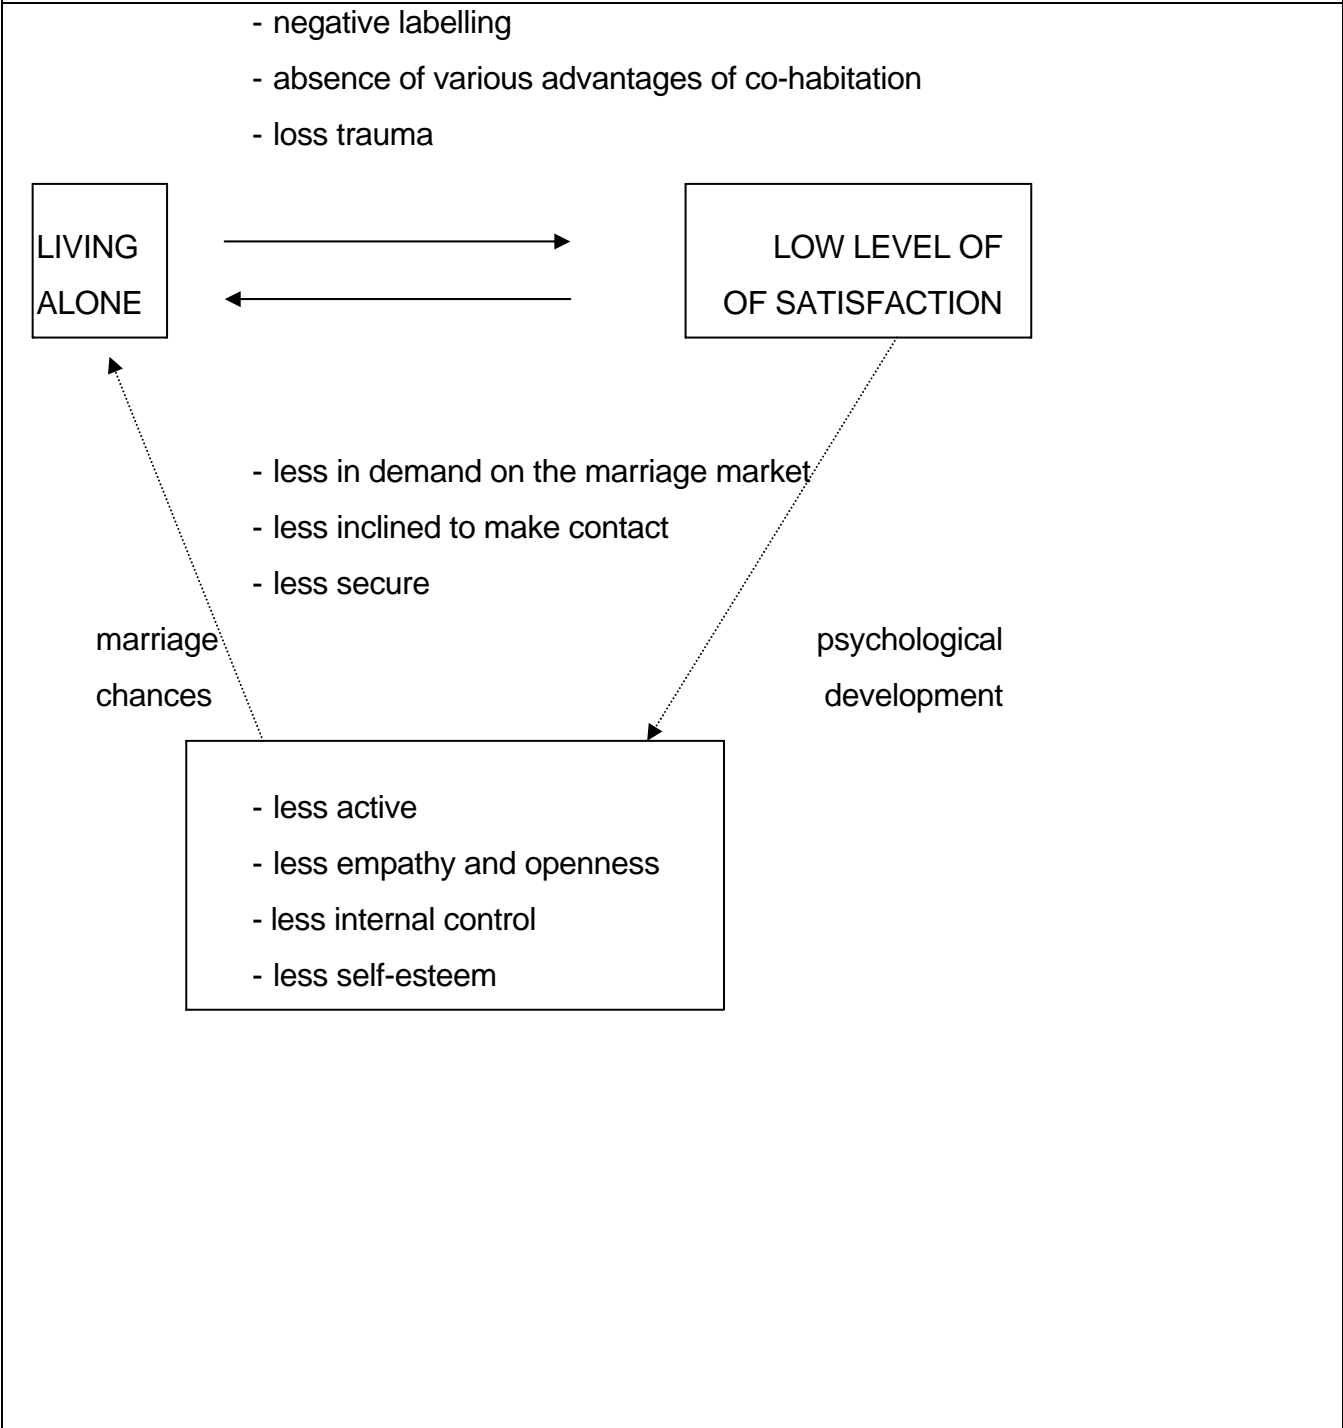 - negative labelling
- absence of various advantages of co-habitation
- loss trauma
LIVING
ALONE
LOW LEVEL OF
OF SATISFACTION
- less in demand on the marriage market
- less inclined to make contact
- less secure
marriage
chances
psychological
development
- less active
- less empathy and openness
- less internal control
- less self-esteem